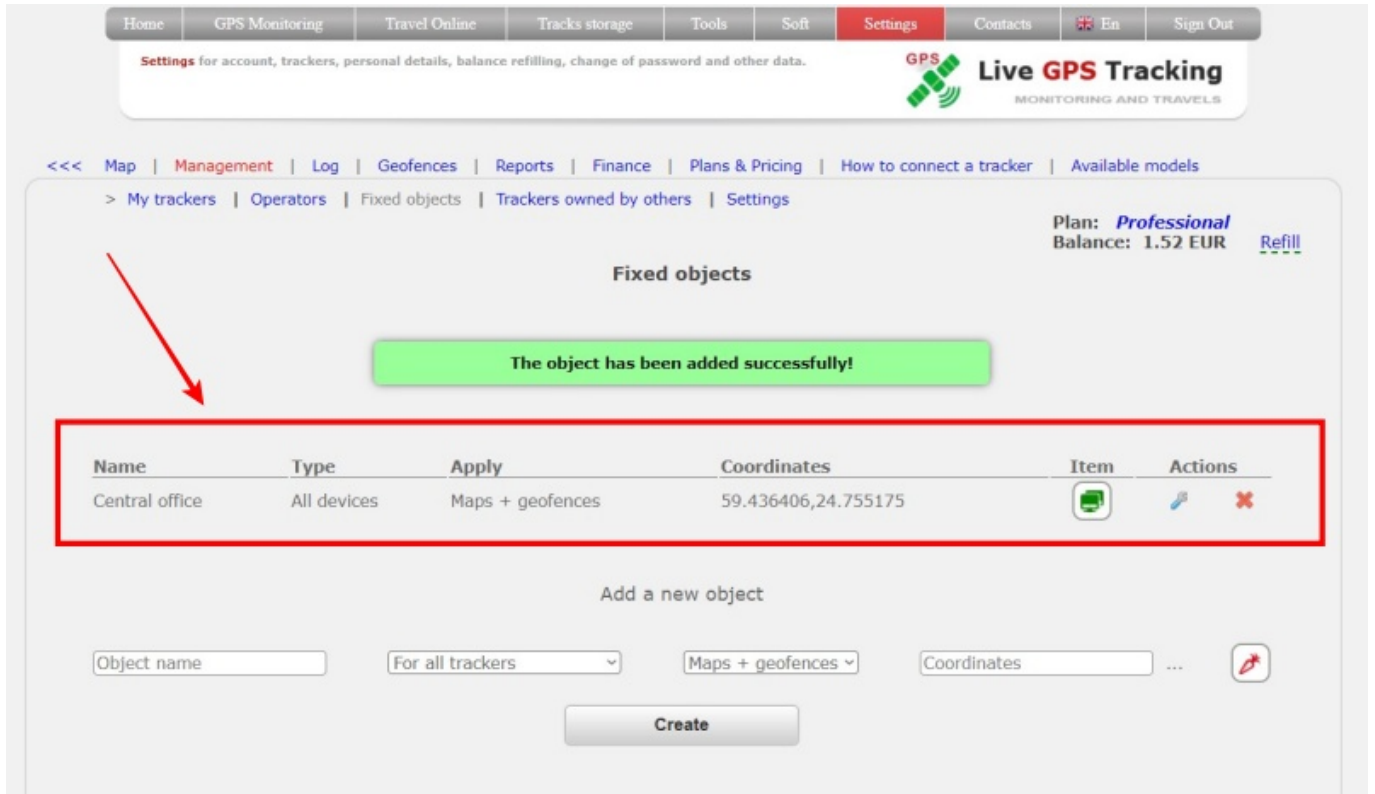 Home GPS Monitoring Travel Online Tracks storage Tools Soft Settings Contacts En Sign Out
Settings for account, trackers, personal details, balance refilling, change of password and other data.
GPS
Live GPS Tracking
MONITORING AND TRAVELS
<<< Map | Management | Log | Geofences | Reports | Finance | Plans & Pricing | How to connect a tracker | Available models
> My trackers | Operators | Fixed objects | Trackers owned by others | Settings
Plan: Professional
Balance: 1.52 EUR Refill
Fixed objects
The object has been added successfully!
Name Type Apply Coordinates Item Actions
Central office All devices Maps + geofences 59.436406,24.755175
Add a new object
Object name For all trackers Maps + geofences Coordinates ...
Create